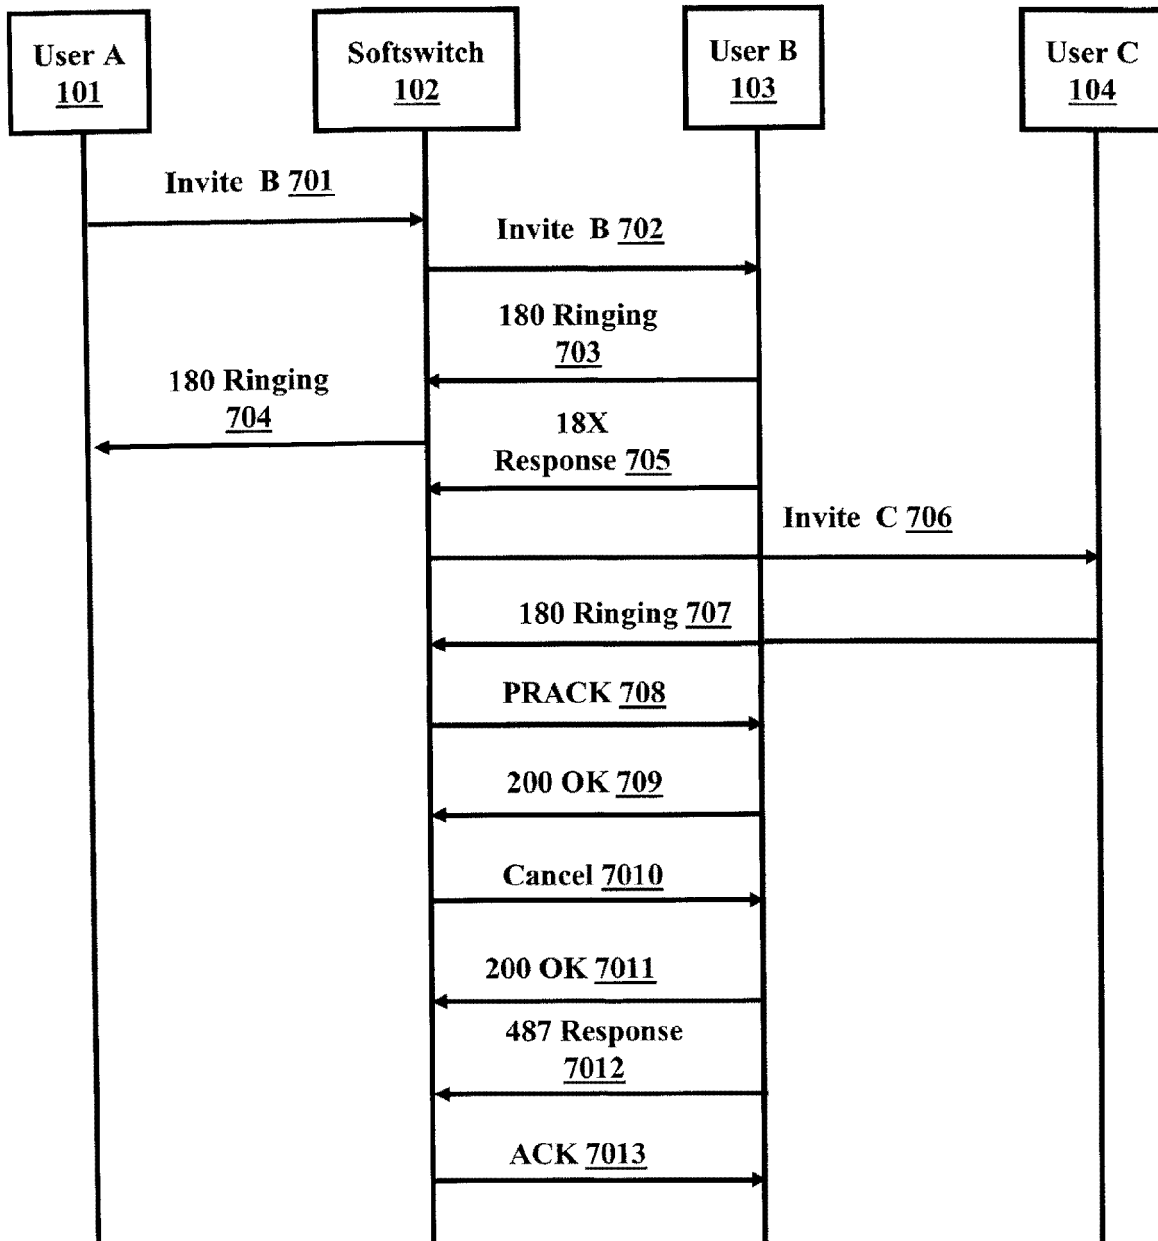 User A
101
Softswitch
102
User B
103
User C
104
Invite B 701
Invite B 702
180 Ringing
703
180 Ringing
704
18X
Response 705
Invite C 706
180 Ringing 707
PRACK 708
200 OK 709
Cancel 7010
200 OK 7011
487 Response
7012
ACK 7013